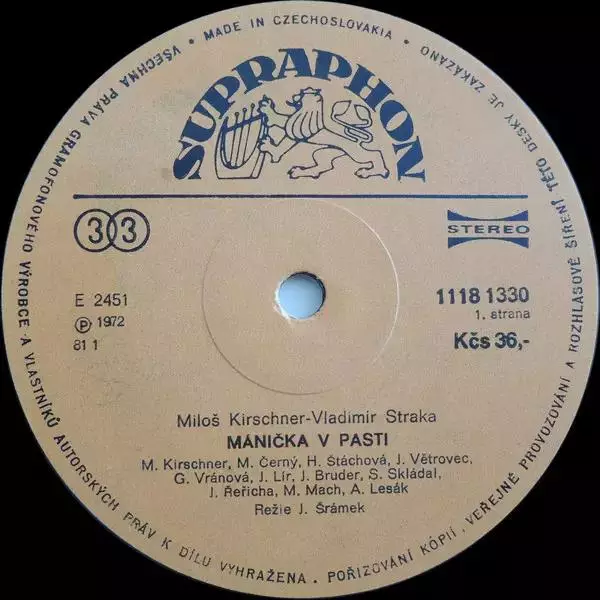 VŠECHNA PRÁVA GRAMOFONOVÉHO VÝROBCE A VLASTNÍKŮ AUTORSKÝCH PRÁV K DÍLU VYHRAŽENA . POŘIZOVÁNÍ KÓPIÍ, VEŘEJNÉ PROVOZOVÁNÍ A ROZHLASOVÉ ŠÍŘENÍ TÉTO DESKY JE ZAKÁZÁNO
• MADE IN CZECHOSLOVAKIA •
SUPRAPHON
33
STEREO
E 2451
℗ 1972
81 1
1118 1330
1. strana
Kčs 36,-
Miloš Kirschner-Vladimír Straka
MÁNIČKA V PASTI
M. Kirschner, M. Černý, H. Štáchová, J. Větrovec,
G. Vránová, J. Lír, J. Bruder, S. Skládal,
J. Řeřicha, M. Mach, A. Lesák
Režie J. Šrámek